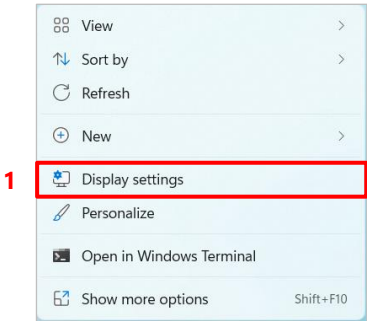 View
Sort by
Refresh
New
1 Display settings
Personalize
Open in Windows Terminal
Show more options Shift+F10